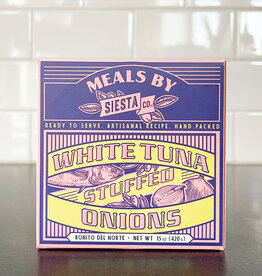 MEALS BY
SIESTA CO.
READY TO SERVE. ARTISANAL RECIPE. HAND PACKED
WHITE TUNA
STUFFED
ONIONS
BONITO DEL NORTE • NET WT 15 oz (420g)